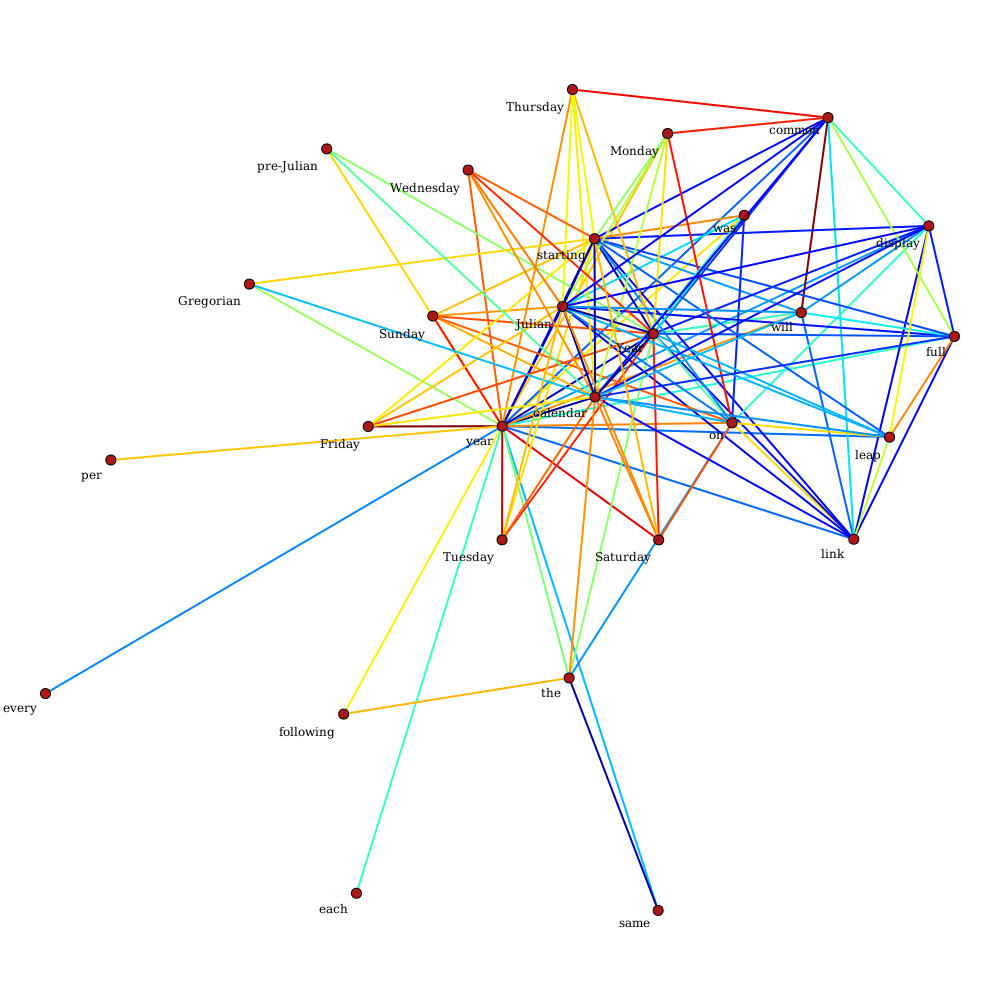 Thursday
common
Monday
pre-Julian
Wednesday
was
display
starting
Gregorian
Julian
will
Sunday
Year
full
calendar
on
Friday
year
leap
per
Tuesday
Saturday
link
the
every
following
each
same